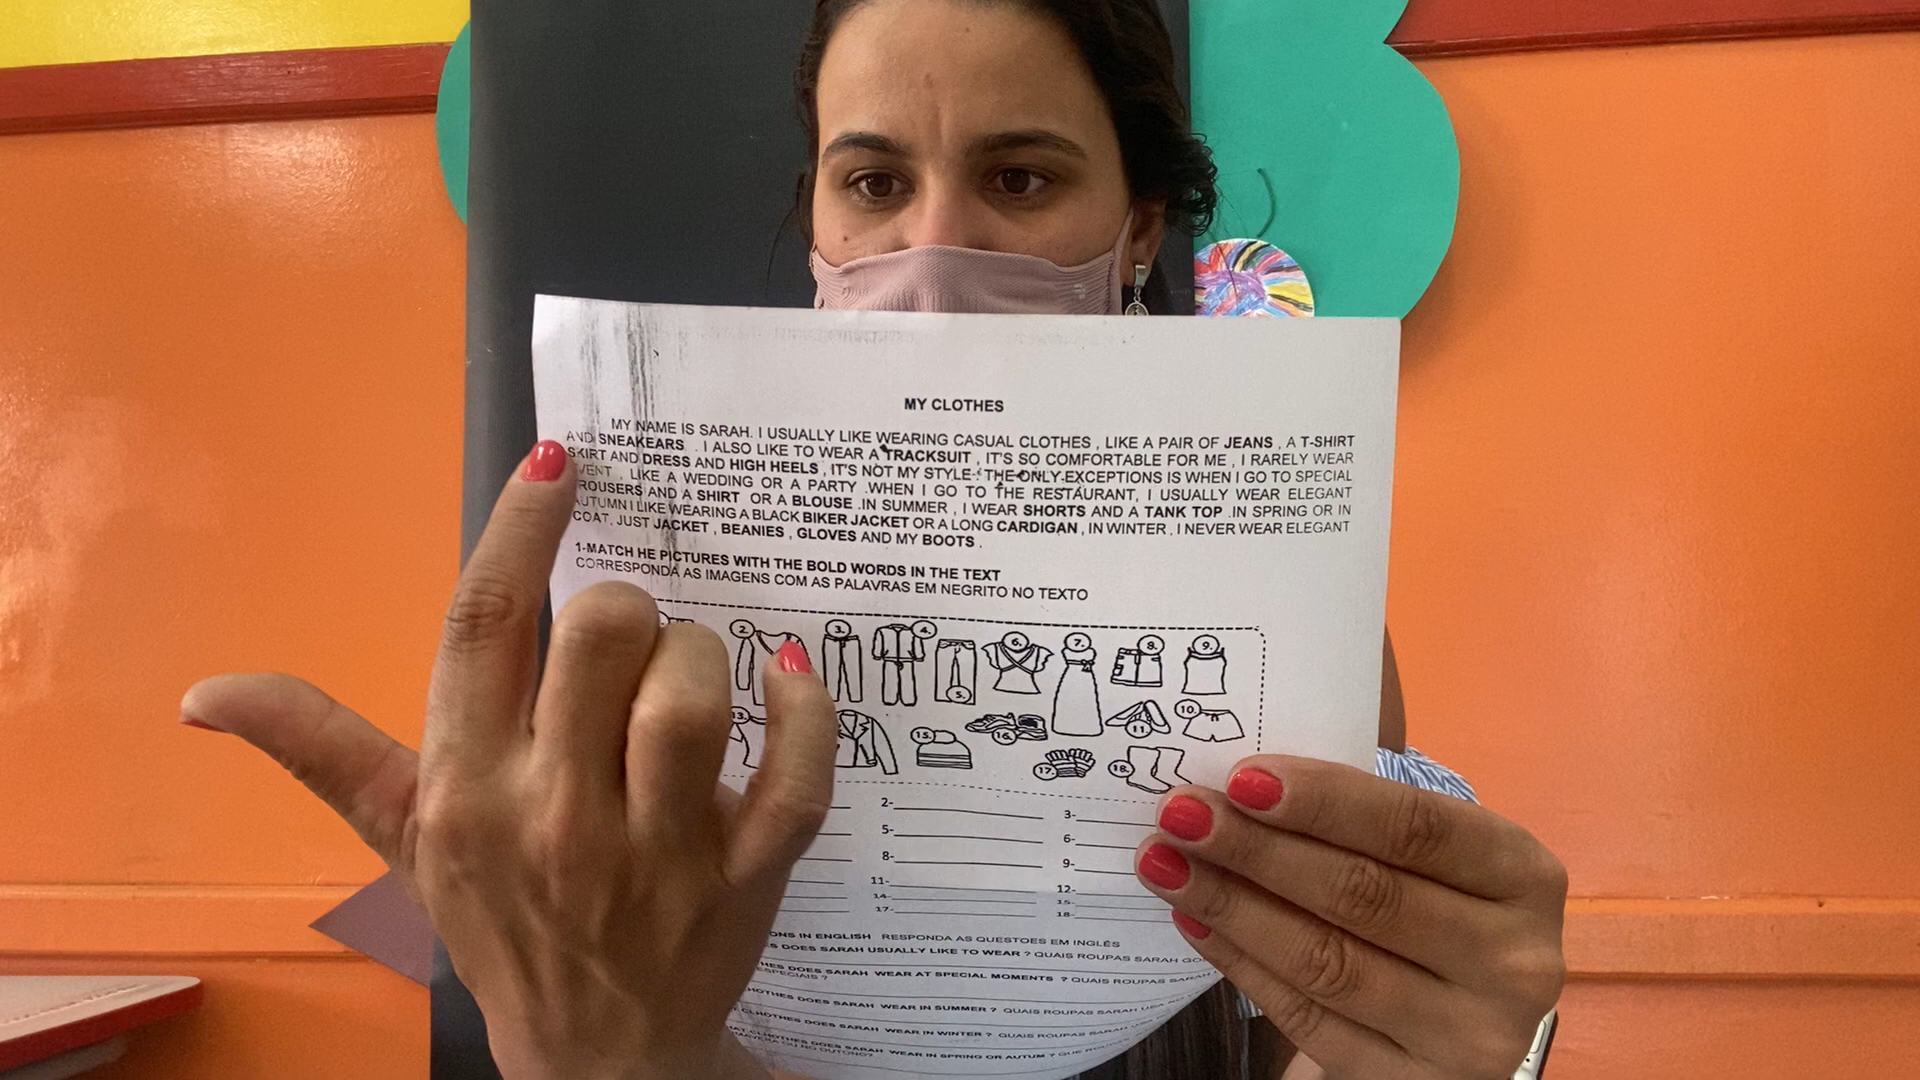 MY CLOTHES
MY NAME IS SARAH. I USUALLY LIKE WEARING CASUAL CLOTHES , LIKE A PAIR OF JEANS , A T-SHIRT
AND SNEAKEARS . I ALSO LIKE TO WEAR A TRACKSUIT , IT'S SO COMFORTABLE FOR ME , I RARELY WEAR
SKIRT AND DRESS AND HIGH HEELS , IT'S NOT MY STYLE- THE ONLY EXCEPTIONS IS WHEN I GO TO SPECIAL
EVENT , LIKE A WEDDING OR A PARTY .WHEN I GO TO THE RESTAURANT, I USUALLY WEAR ELEGANT
TROUSERS AND A SHIRT OR A BLOUSE .IN SUMMER , I WEAR SHORTS AND A TANK TOP .IN SPRING OR IN
AUTUMN I LIKE WEARING A BLACK BIKER JACKET OR A LONG CARDIGAN , IN WINTER , I NEVER WEAR ELEGANT
COAT, JUST JACKET , BEANIES , GLOVES AND MY BOOTS .
1-MATCH HE PICTURES WITH THE BOLD WORDS IN THE TEXT
CORRESPONDA AS IMAGENS COM AS PALAVRAS EM NEGRITO NO TEXTO
2. 3. 4. 5. 6. 7. 8. 9.
13. 15. 16. 17. 11. 10. 18.
2- 3-
5- 6-
8- 9-
11- 12-
14- 15-
17- 18-
IN ENGLISH RESPONDA AS QUESTOES EM INGLÊS
DOES SARAH USUALLY LIKE TO WEAR ? QUAIS ROUPAS SARAH
DOES SARAH WEAR AT SPECIAL MOMENTS ? QUAIS ROUPAS SARAH
ESPECIAIS ?
CLHOTHES DOES SARAH WEAR IN SUMMER ? QUAIS ROUPAS SARAH USA
CLHOTHES DOES SARAH WEAR IN WINTER ? QUAIS ROUPAS SARAH
CLHOTHES DOES SARAH WEAR IN SPRING OR AUTUM ? QUE
OU NO OUTONO?